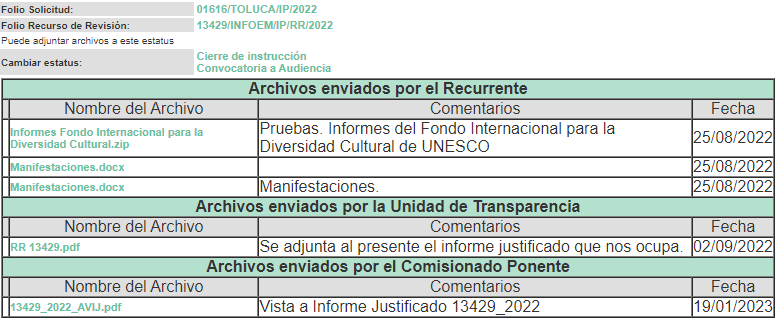 Folio Solicitud: 01616/TOLUCA/IP/2022
Folio Recurso de Revisión: 13429/INFOEM/IP/RR/2022
Puede adjuntar archivos a este estatus
Cambiar estatus: Cierre de instrucción
Convocatoria a Audiencia
Archivos enviados por el Recurrente
Nombre del Archivo Comentarios Fecha
Informes Fondo Internacional para la Diversidad Cultural.zip Pruebas. Informes del Fondo Internacional para la Diversidad Cultural de UNESCO 25/08/2022
Manifestaciones.docx 25/08/2022
Manifestaciones.docx Manifestaciones. 25/08/2022
Archivos enviados por la Unidad de Transparencia
Nombre del Archivo Comentarios Fecha
RR 13429.pdf Se adjunta al presente el informe justificado que nos ocupa. 02/09/2022
Archivos enviados por el Comisionado Ponente
Nombre del Archivo Comentarios Fecha
13429_2022_AVIJ.pdf Vista a Informe Justificado 13429_2022 19/01/2023